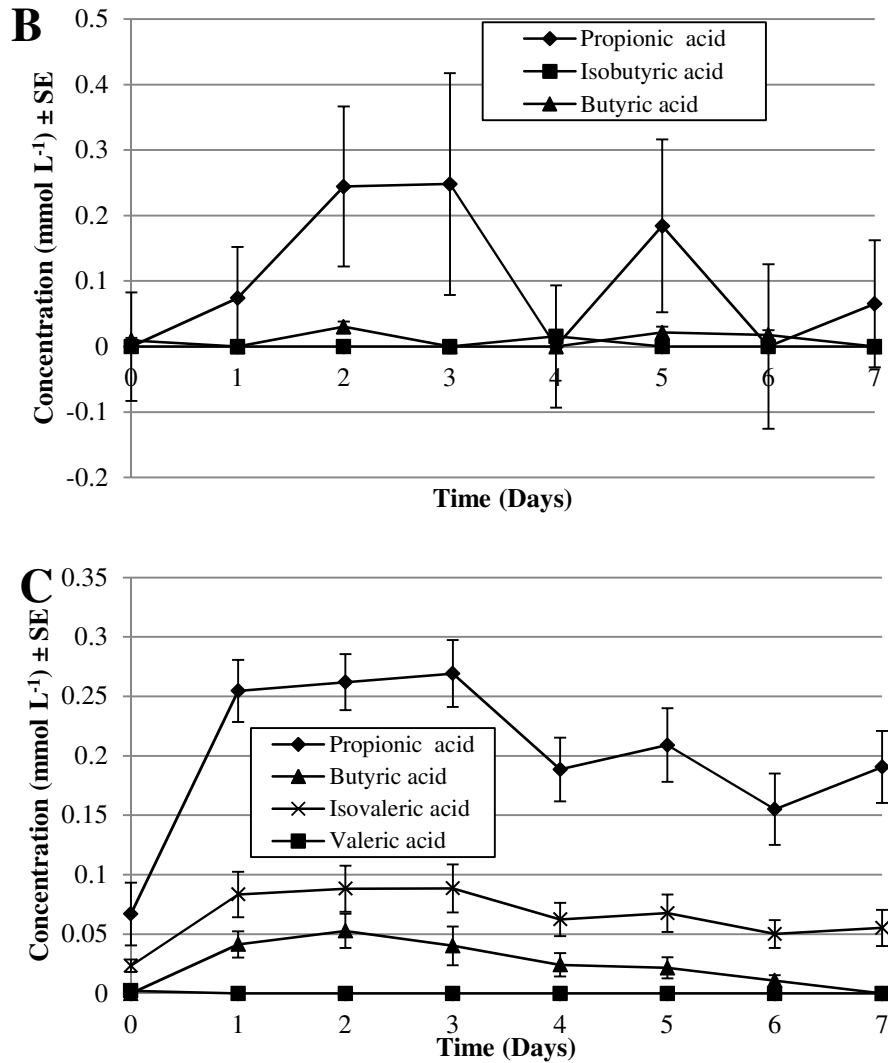 B
Concentration (mmol L-1) ± SE
0.5
0.4
0.3
0.2
0.1
0
-0.1
-0.2
Propionic acid
Isobutyric acid
Butyric acid
0 1 2 3 4 5 6 7
Time (Days)
C
Concentration (mmol L-1) ± SE
0.35
0.3
0.25
0.2
0.15
0.1
0.05
0
Propionic acid
Butyric acid
Isovaleric acid
Valeric acid
0 1 2 3 4 5 6 7
Time (Days)